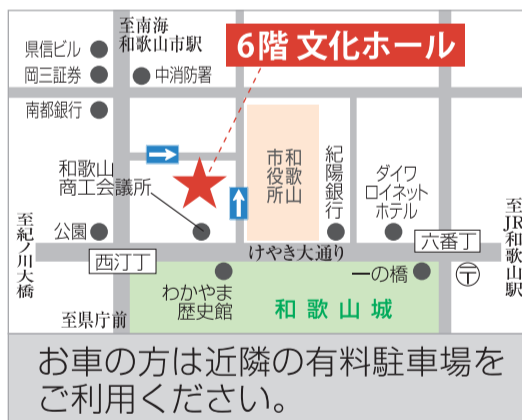 至南海
和歌山市駅
県信ビル
岡三証券
中消防署
南都銀行
6階 文化ホール
和歌山
商工会議所
和歌山
市役所
紀陽銀行
ダイワ
ロイネット
ホテル
至JR和歌山駅
至紀ノ川大橋
公園
西汀丁
けやき大通り
六番丁
〒
わかやま
歴史館
一の橋
和歌山城
至県庁前
お車の方は近隣の有料駐車場を
ご利用ください。